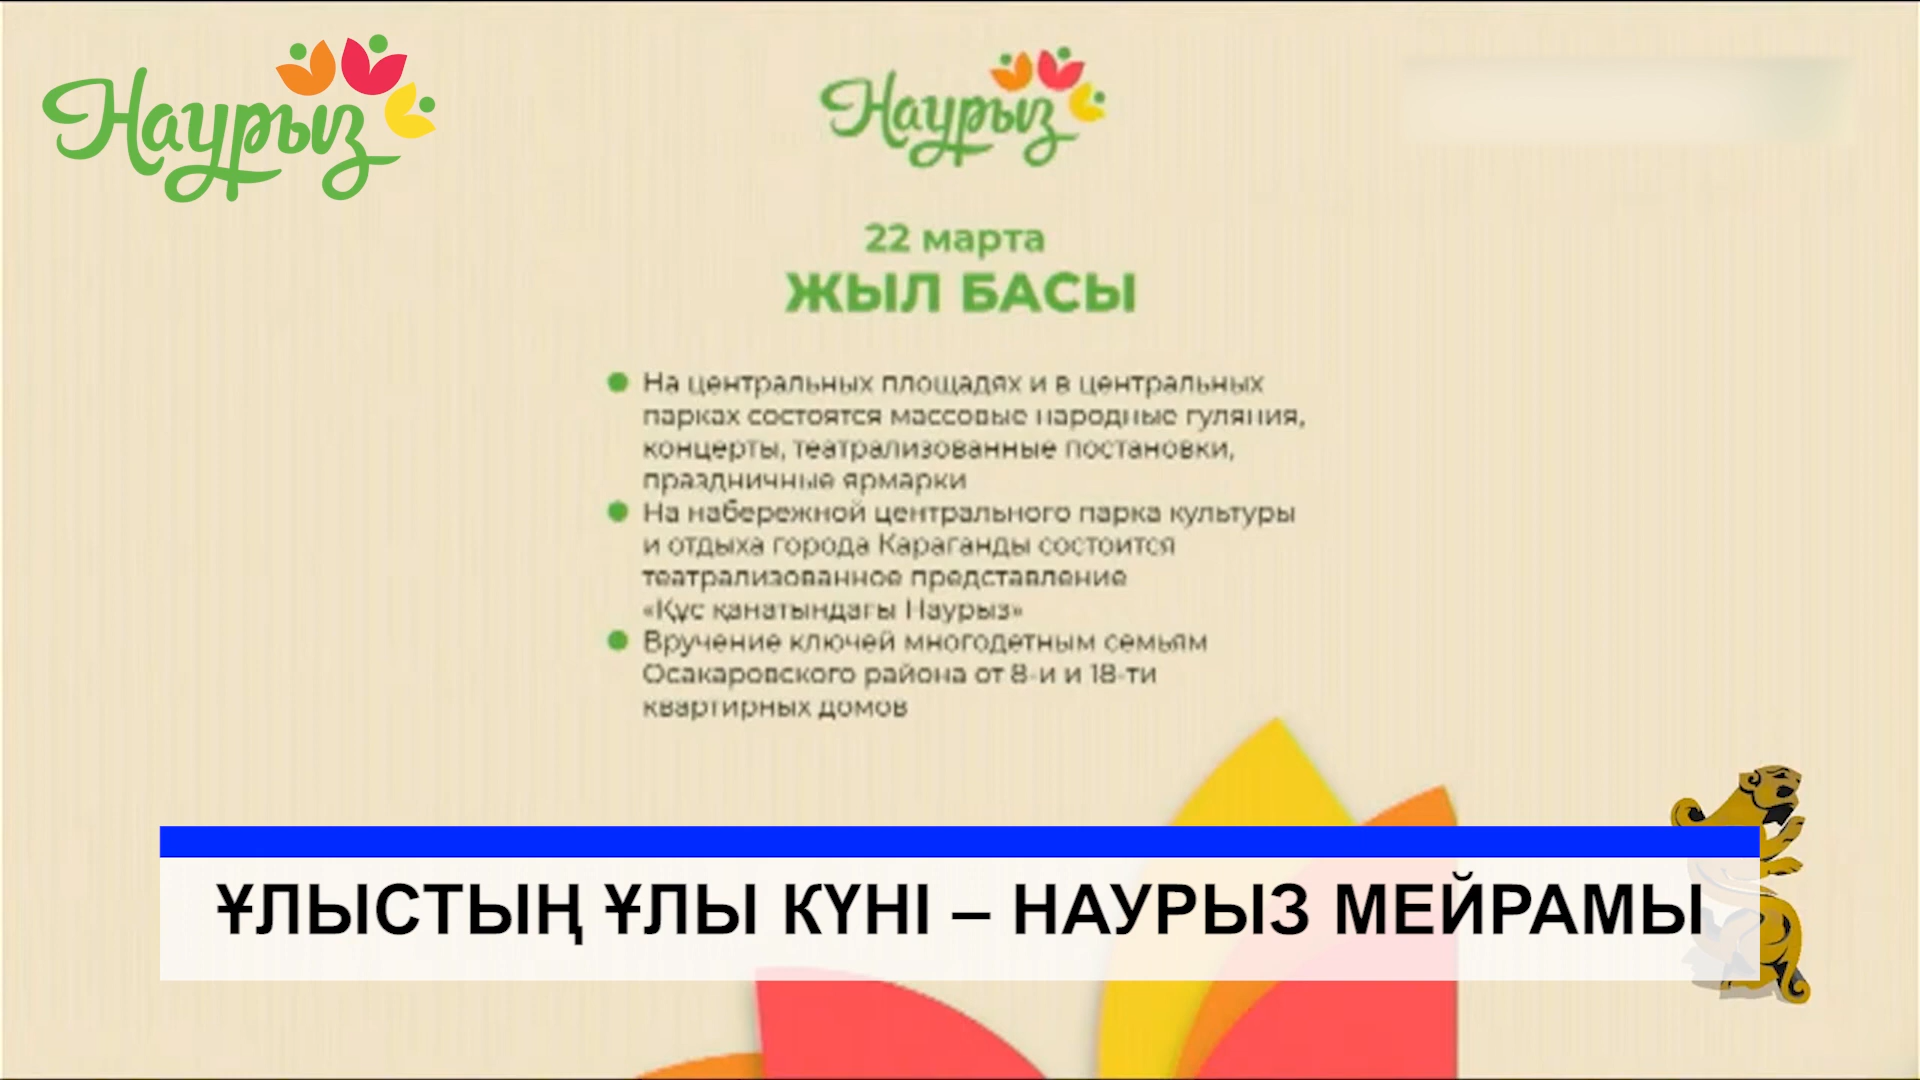 Наурыз
Наурыз
22 марта
ЖЫЛ БАСЫ
На центральных площадях и в центральных
парках состоятся массовые народные гуляния,
концерты, театрализованные постановки,
праздничные ярмарки
На набережной центрального парка культуры
и отдыха города Караганды состоится
театрализованное представление
«Құс қанатындағы Наурыз»
Вручение ключей многодетным семьям
Осакаровского района от 8-и и 18-ти
квартирных домов
ҰЛЫСТЫҢ ҰЛЫ КҮНІ – НАУРЫЗ МЕЙРАМЫ